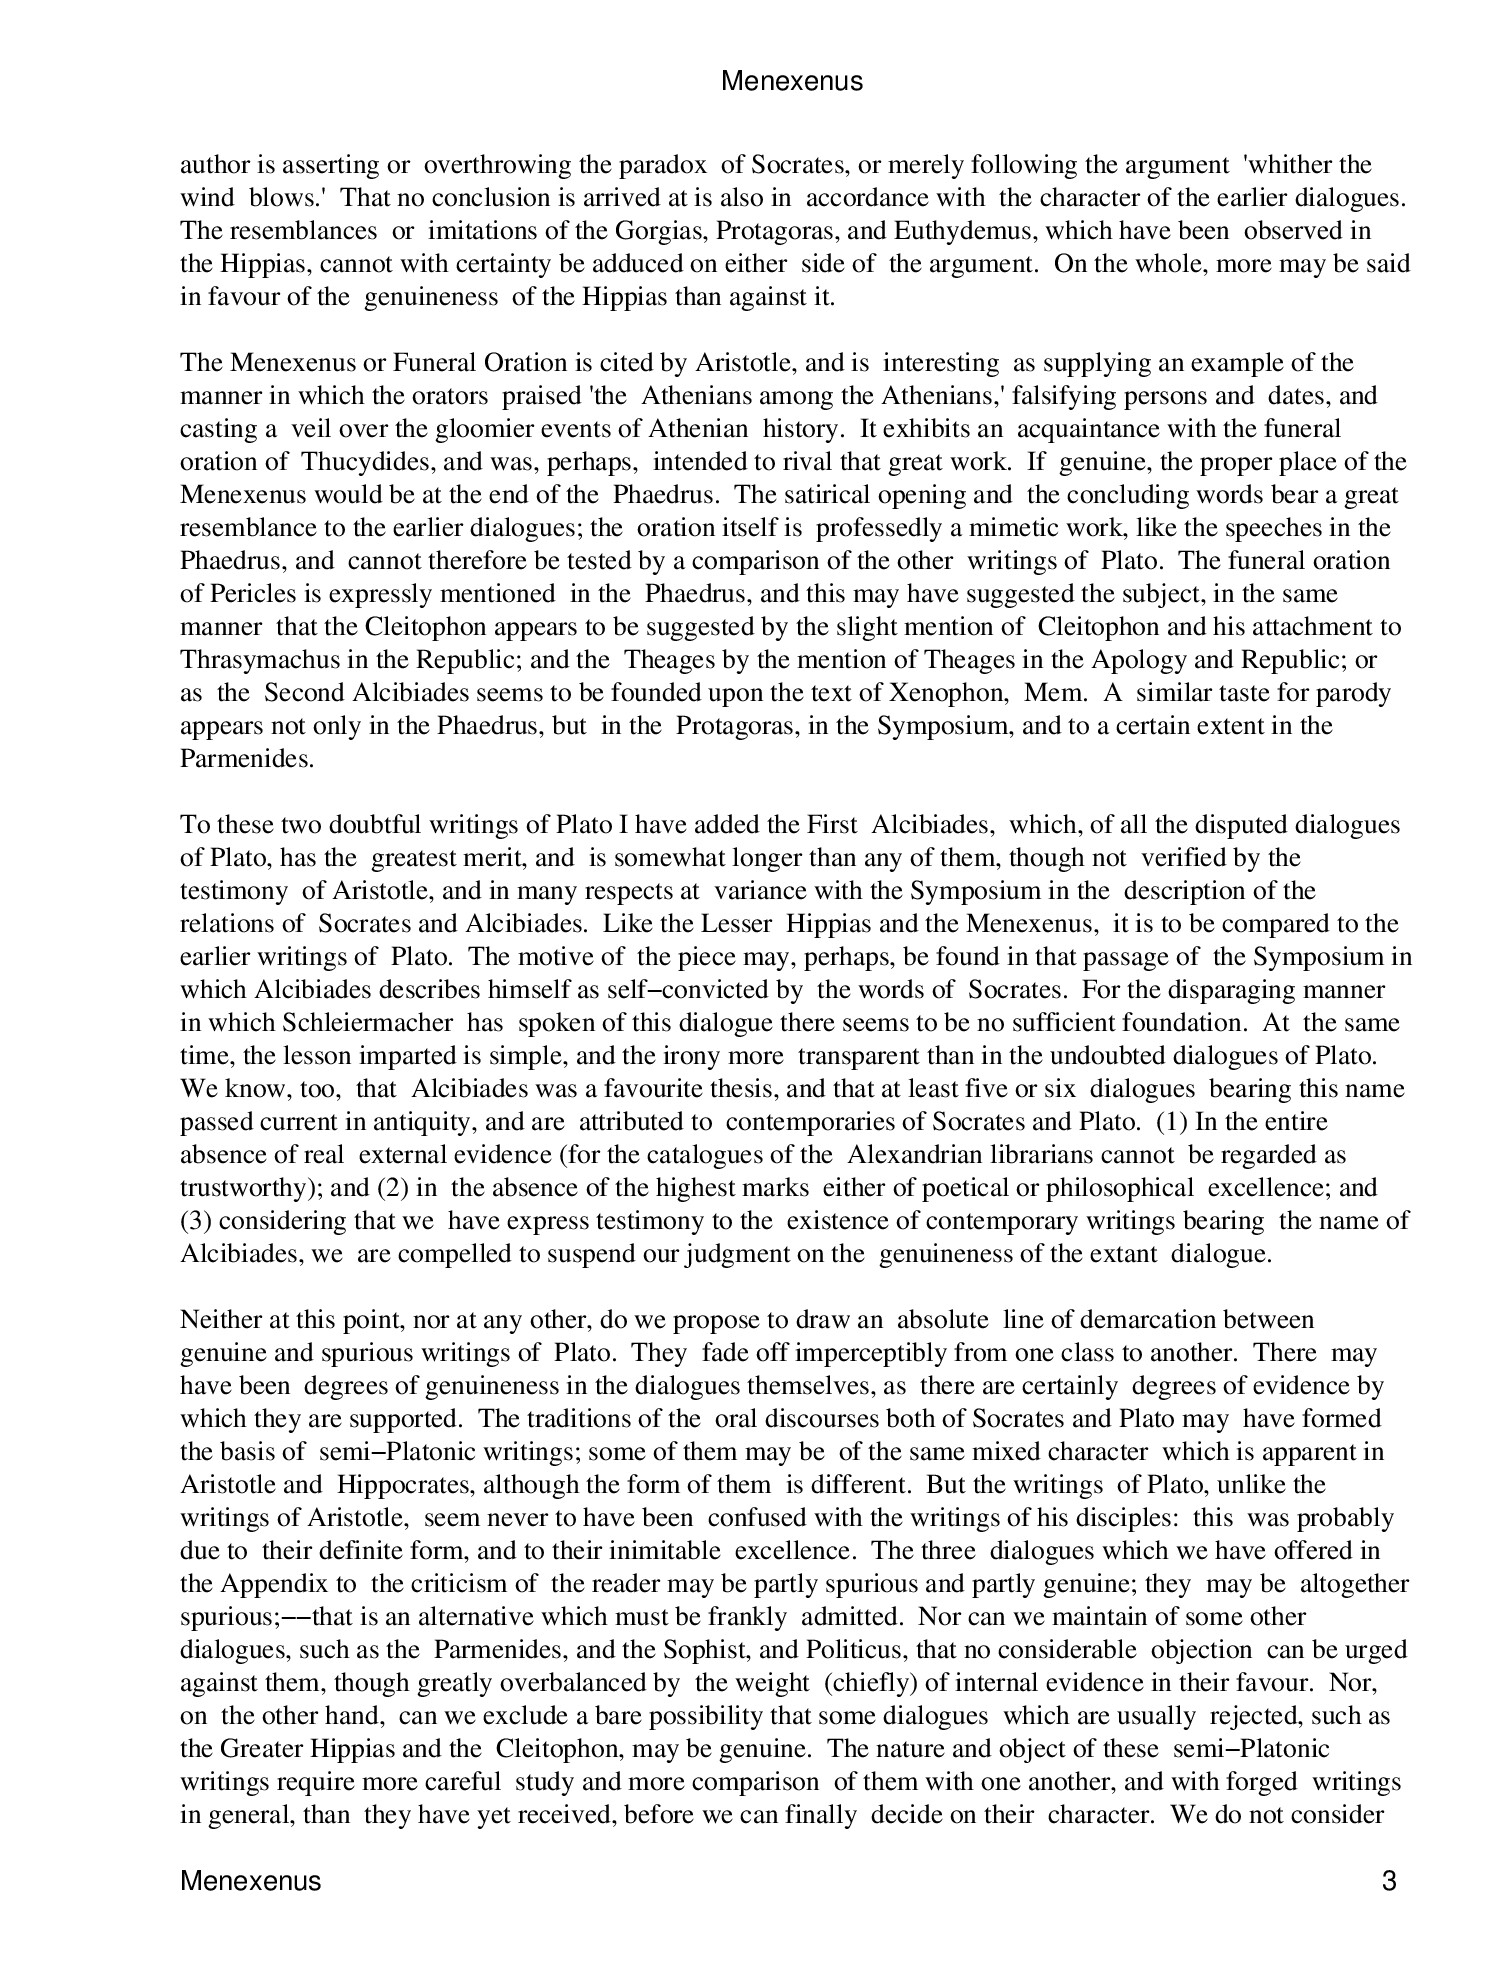 Menexenus
author is asserting or overthrowing the paradox of Socrates, or merely following the argument 'whither the
wind blows.' That no conclusion is arrived at is also in accordance with the character of the earlier dialogues.
The resemblances or imitations of the Gorgias, Protagoras, and Euthydemus, which have been observed in
the Hippias, cannot with certainty be adduced on either side of the argument. On the whole, more may be said
in favour of the genuineness of the Hippias than against it.
The Menexenus or Funeral Oration is cited by Aristotle, and is interesting as supplying an example of the
manner in which the orators praised 'the Athenians among the Athenians,' falsifying persons and dates, and
casting a veil over the gloomier events of Athenian history. It exhibits an acquaintance with the funeral
oration of Thucydides, and was, perhaps, intended to rival that great work. If genuine, the proper place of the
Menexenus would be at the end of the Phaedrus. The satirical opening and the concluding words bear a great
resemblance to the earlier dialogues; the oration itself is professedly a mimetic work, like the speeches in the
Phaedrus, and cannot therefore be tested by a comparison of the other writings of Plato. The funeral oration
of Pericles is expressly mentioned in the Phaedrus, and this may have suggested the subject, in the same
manner that the Cleitophon appears to be suggested by the slight mention of Cleitophon and his attachment to
Thrasymachus in the Republic; and the Theages by the mention of Theages in the Apology and Republic; or
as the Second Alcibiades seems to be founded upon the text of Xenophon, Mem. A similar taste for parody
appears not only in the Phaedrus, but in the Protagoras, in the Symposium, and to a certain extent in the
Parmenides.
To these two doubtful writings of Plato I have added the First Alcibiades, which, of all the disputed dialogues
of Plato, has the greatest merit, and is somewhat longer than any of them, though not verified by the
testimony of Aristotle, and in many respects at variance with the Symposium in the description of the
relations of Socrates and Alcibiades. Like the Lesser Hippias and the Menexenus, it is to be compared to the
earlier writings of Plato. The motive of the piece may, perhaps, be found in that passage of the Symposium in
which Alcibiades describes himself as self−convicted by the words of Socrates. For the disparaging manner
in which Schleiermacher has spoken of this dialogue there seems to be no sufficient foundation. At the same
time, the lesson imparted is simple, and the irony more transparent than in the undoubted dialogues of Plato.
We know, too, that Alcibiades was a favourite thesis, and that at least five or six dialogues bearing this name
passed current in antiquity, and are attributed to contemporaries of Socrates and Plato. (1) In the entire
absence of real external evidence (for the catalogues of the Alexandrian librarians cannot be regarded as
trustworthy); and (2) in the absence of the highest marks either of poetical or philosophical excellence; and
(3) considering that we have express testimony to the existence of contemporary writings bearing the name of
Alcibiades, we are compelled to suspend our judgment on the genuineness of the extant dialogue.
Neither at this point, nor at any other, do we propose to draw an absolute line of demarcation between
genuine and spurious writings of Plato. They fade off imperceptibly from one class to another. There may
have been degrees of genuineness in the dialogues themselves, as there are certainly degrees of evidence by
which they are supported. The traditions of the oral discourses both of Socrates and Plato may have formed
the basis of semi−Platonic writings; some of them may be of the same mixed character which is apparent in
Aristotle and Hippocrates, although the form of them is different. But the writings of Plato, unlike the
writings of Aristotle, seem never to have been confused with the writings of his disciples: this was probably
due to their definite form, and to their inimitable excellence. The three dialogues which we have offered in
the Appendix to the criticism of the reader may be partly spurious and partly genuine; they may be altogether
spurious;−−that is an alternative which must be frankly admitted. Nor can we maintain of some other
dialogues, such as the Parmenides, and the Sophist, and Politicus, that no considerable objection can be urged
against them, though greatly overbalanced by the weight (chiefly) of internal evidence in their favour. Nor,
on the other hand, can we exclude a bare possibility that some dialogues which are usually rejected, such as
the Greater Hippias and the Cleitophon, may be genuine. The nature and object of these semi−Platonic
writings require more careful study and more comparison of them with one another, and with forged writings
in general, than they have yet received, before we can finally decide on their character. We do not consider
Menexenus 3